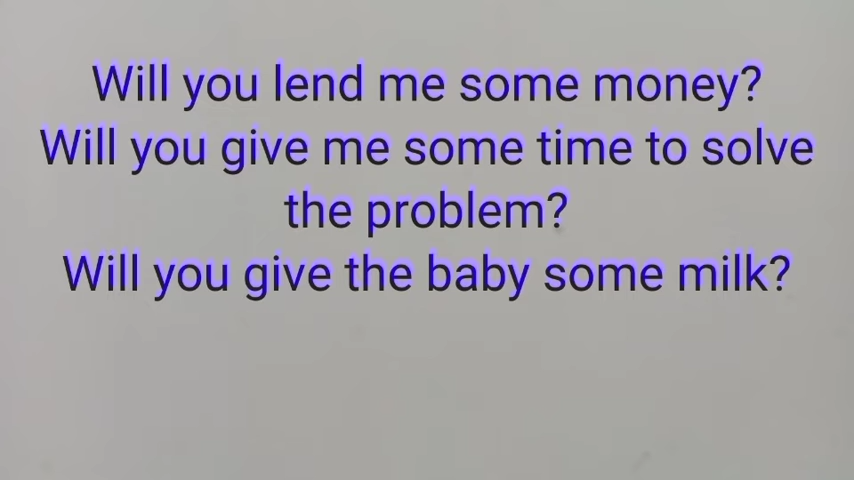 Will you lend me some money?
Will you give me some time to solve
the problem?
Will you give the baby some milk?